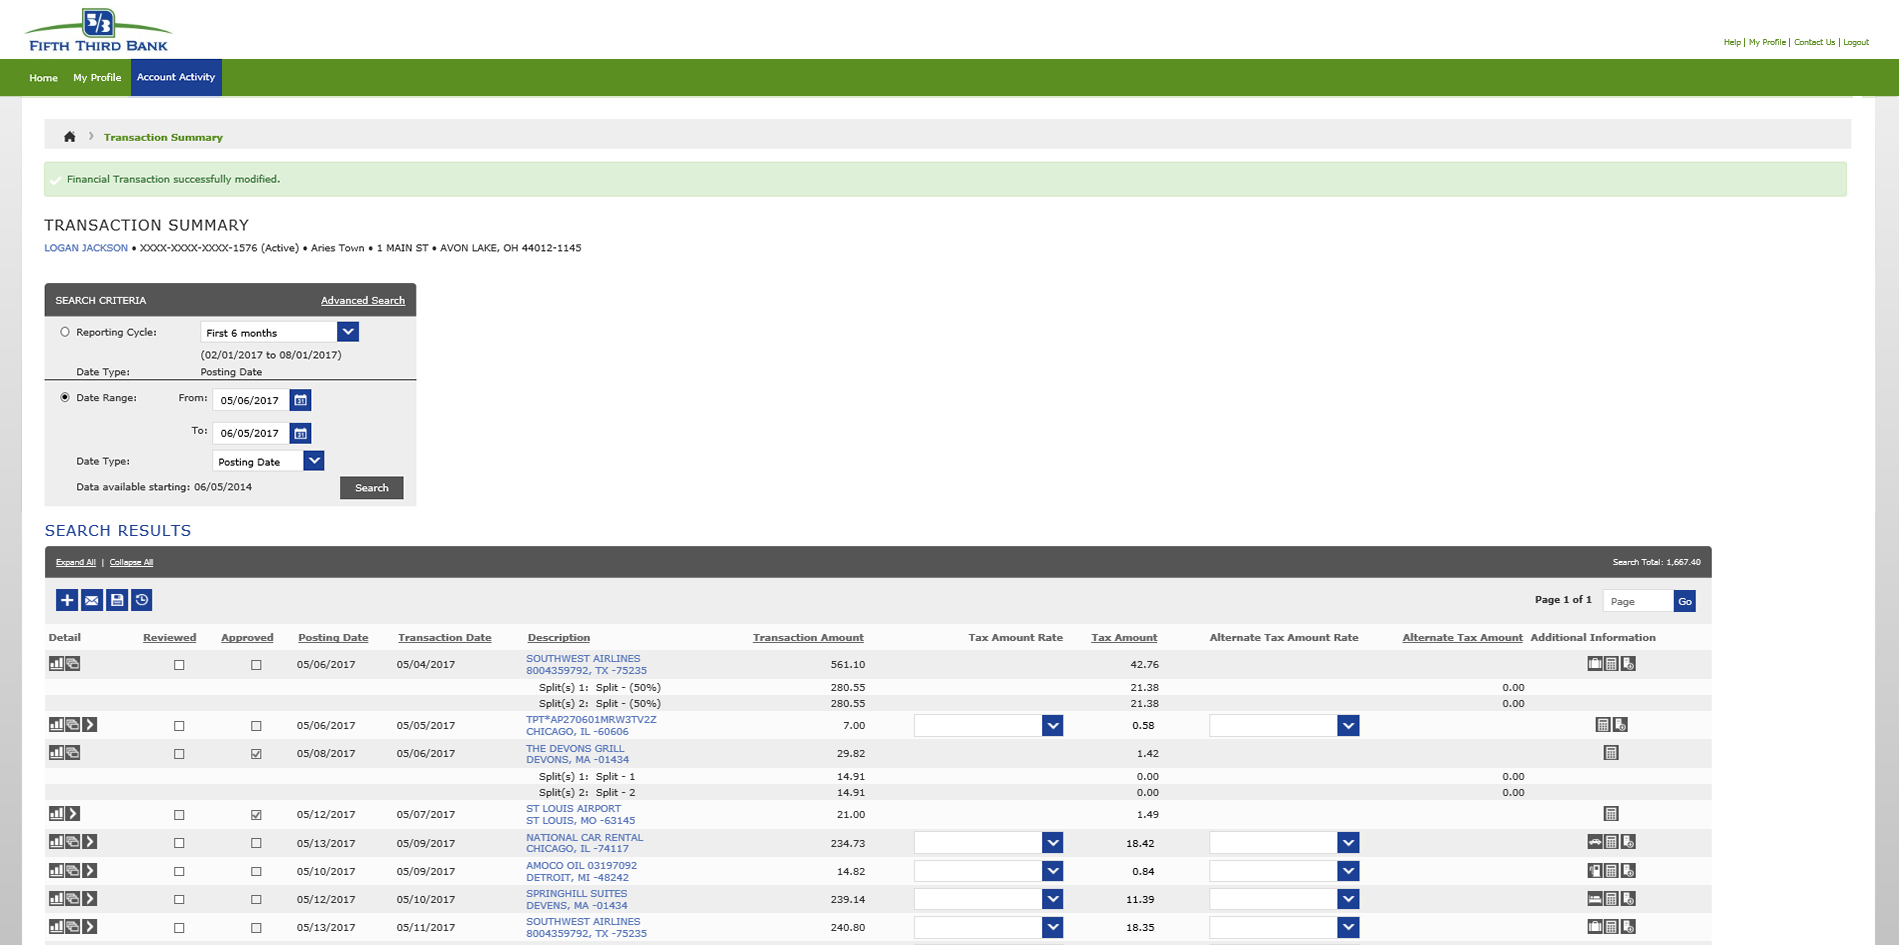 5/3
FIFTH THIRD BANK
Help | My Profile | Contact Us | Logout
Home My Profile Account Activity
Transaction Summary
Financial Transaction successfully modified.
TRANSACTION SUMMARY
LOGAN JACKSON • XXXX-XXXX-XXXX-1576 (Active) • Aries Town • 1 MAIN ST • AVON LAKE, OH 44012-1145
SEARCH CRITERIA Advanced Search
Reporting Cycle: First 6 months
(02/01/2017 to 08/01/2017)
Date Type: Posting Date
Date Range: From: 05/06/2017
To: 06/05/2017
Date Type: Posting Date
Data available starting: 06/05/2014 Search
SEARCH RESULTS
Expand All | Collapse All Search Total: 1,667.40
Page 1 of 1 Page Go
Detail Reviewed Approved Posting Date Transaction Date Description Transaction Amount Tax Amount Rate Tax Amount Alternate Tax Amount Rate Alternate Tax Amount Additional Information
05/06/2017 05/04/2017 SOUTHWEST AIRLINES 561.10 42.76
8004359792, TX -75235
Split(s) 1: Split - (50%) 280.55 21.38 0.00
Split(s) 2: Split - (50%) 280.55 21.38 0.00
05/06/2017 05/05/2017 TPT*AP270601MRW3TV2Z 7.00 0.58
CHICAGO, IL -60606
05/08/2017 05/06/2017 THE DEVONS GRILL 29.82 1.42
DEVONS, MA -01434
Split(s) 1: Split - 1 14.91 0.00 0.00
Split(s) 2: Split - 2 14.91 0.00 0.00
05/12/2017 05/07/2017 ST LOUIS AIRPORT 21.00 1.49
ST LOUIS, MO -63145
05/13/2017 05/09/2017 NATIONAL CAR RENTAL 234.73 18.42
CHICAGO, IL -74117
05/10/2017 05/09/2017 AMOCO OIL 03197092 14.82 0.84
DETROIT, MI -48242
05/12/2017 05/10/2017 SPRINGHILL SUITES 239.14 11.39
DEVENS, MA -01434
05/13/2017 05/11/2017 SOUTHWEST AIRLINES 240.80 18.35
8004359792, TX -75235